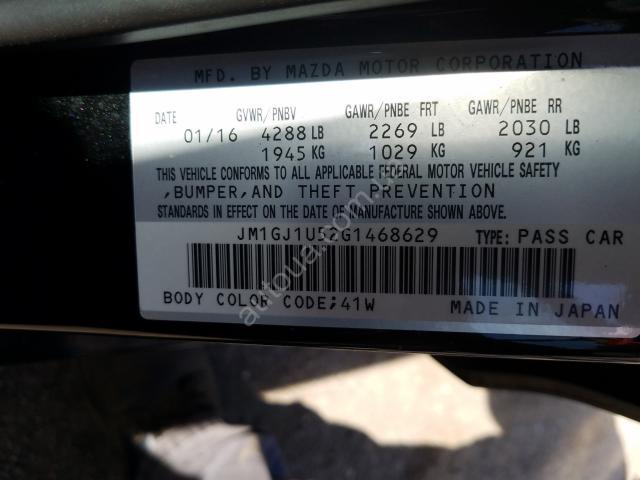 MFD. BY MAZDA MOTOR CORPORATION
DATE GVWR/PNBV GAWR/PNBE FRT GAWR/PNBE RR
01/16 4288 LB 2269 LB 2030 LB
1945 KG 1029 KG 921 KG
THIS VEHICLE CONFORMS TO ALL APPLICABLE FEDERAL MOTOR VEHICLE SAFETY
,BUMPER,AND THEFT PREVENTION
STANDARDS IN EFFECT ON THE DATE OF MANUFACTURE SHOWN ABOVE.
JM1GJ1U52G1468629 TYPE: PASS CAR
BODY COLOR CODE;41W MADE IN JAPAN